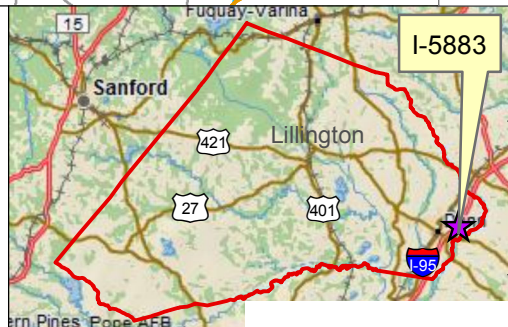 Fuquay-Varina
15
I-5883
Sanford
Lillington
421
27
401
I-95
ern Pines Pope AFB